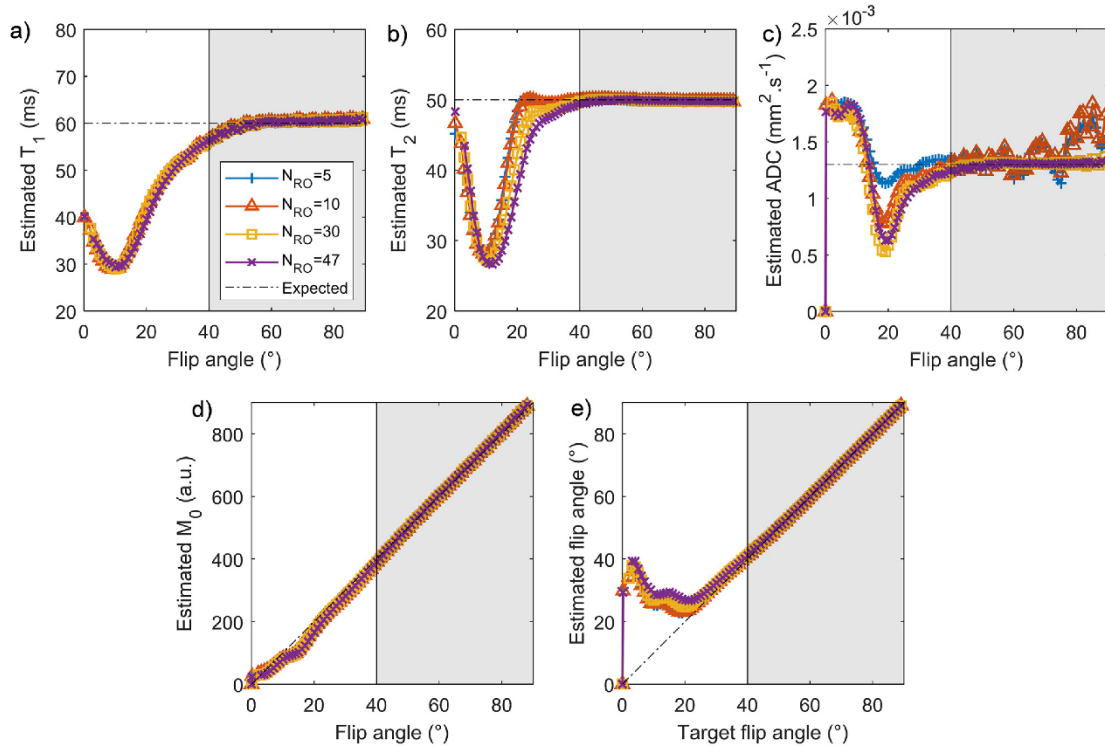 a)
80
70
60
50
40
30
20
Estimated T1 (ms)
0 20 40 60 80
Flip angle (°)
NRO=5
NRO=10
NRO=30
NRO=47
Expected
b)
60
50
40
30
20
Estimated T2 (ms)
0 20 40 60 80
Flip angle (°)
×10-3
c)
2.5
2
1.5
1
0.5
0
Estimated ADC (mm2.s-1)
0 20 40 60 80
Flip angle (°)
d)
800
600
400
200
0
Estimated M0 (a.u.)
0 20 40 60 80
Flip angle (°)
e)
80
60
40
20
0
Estimated flip angle (°)
0 20 40 60 80
Target flip angle (°)